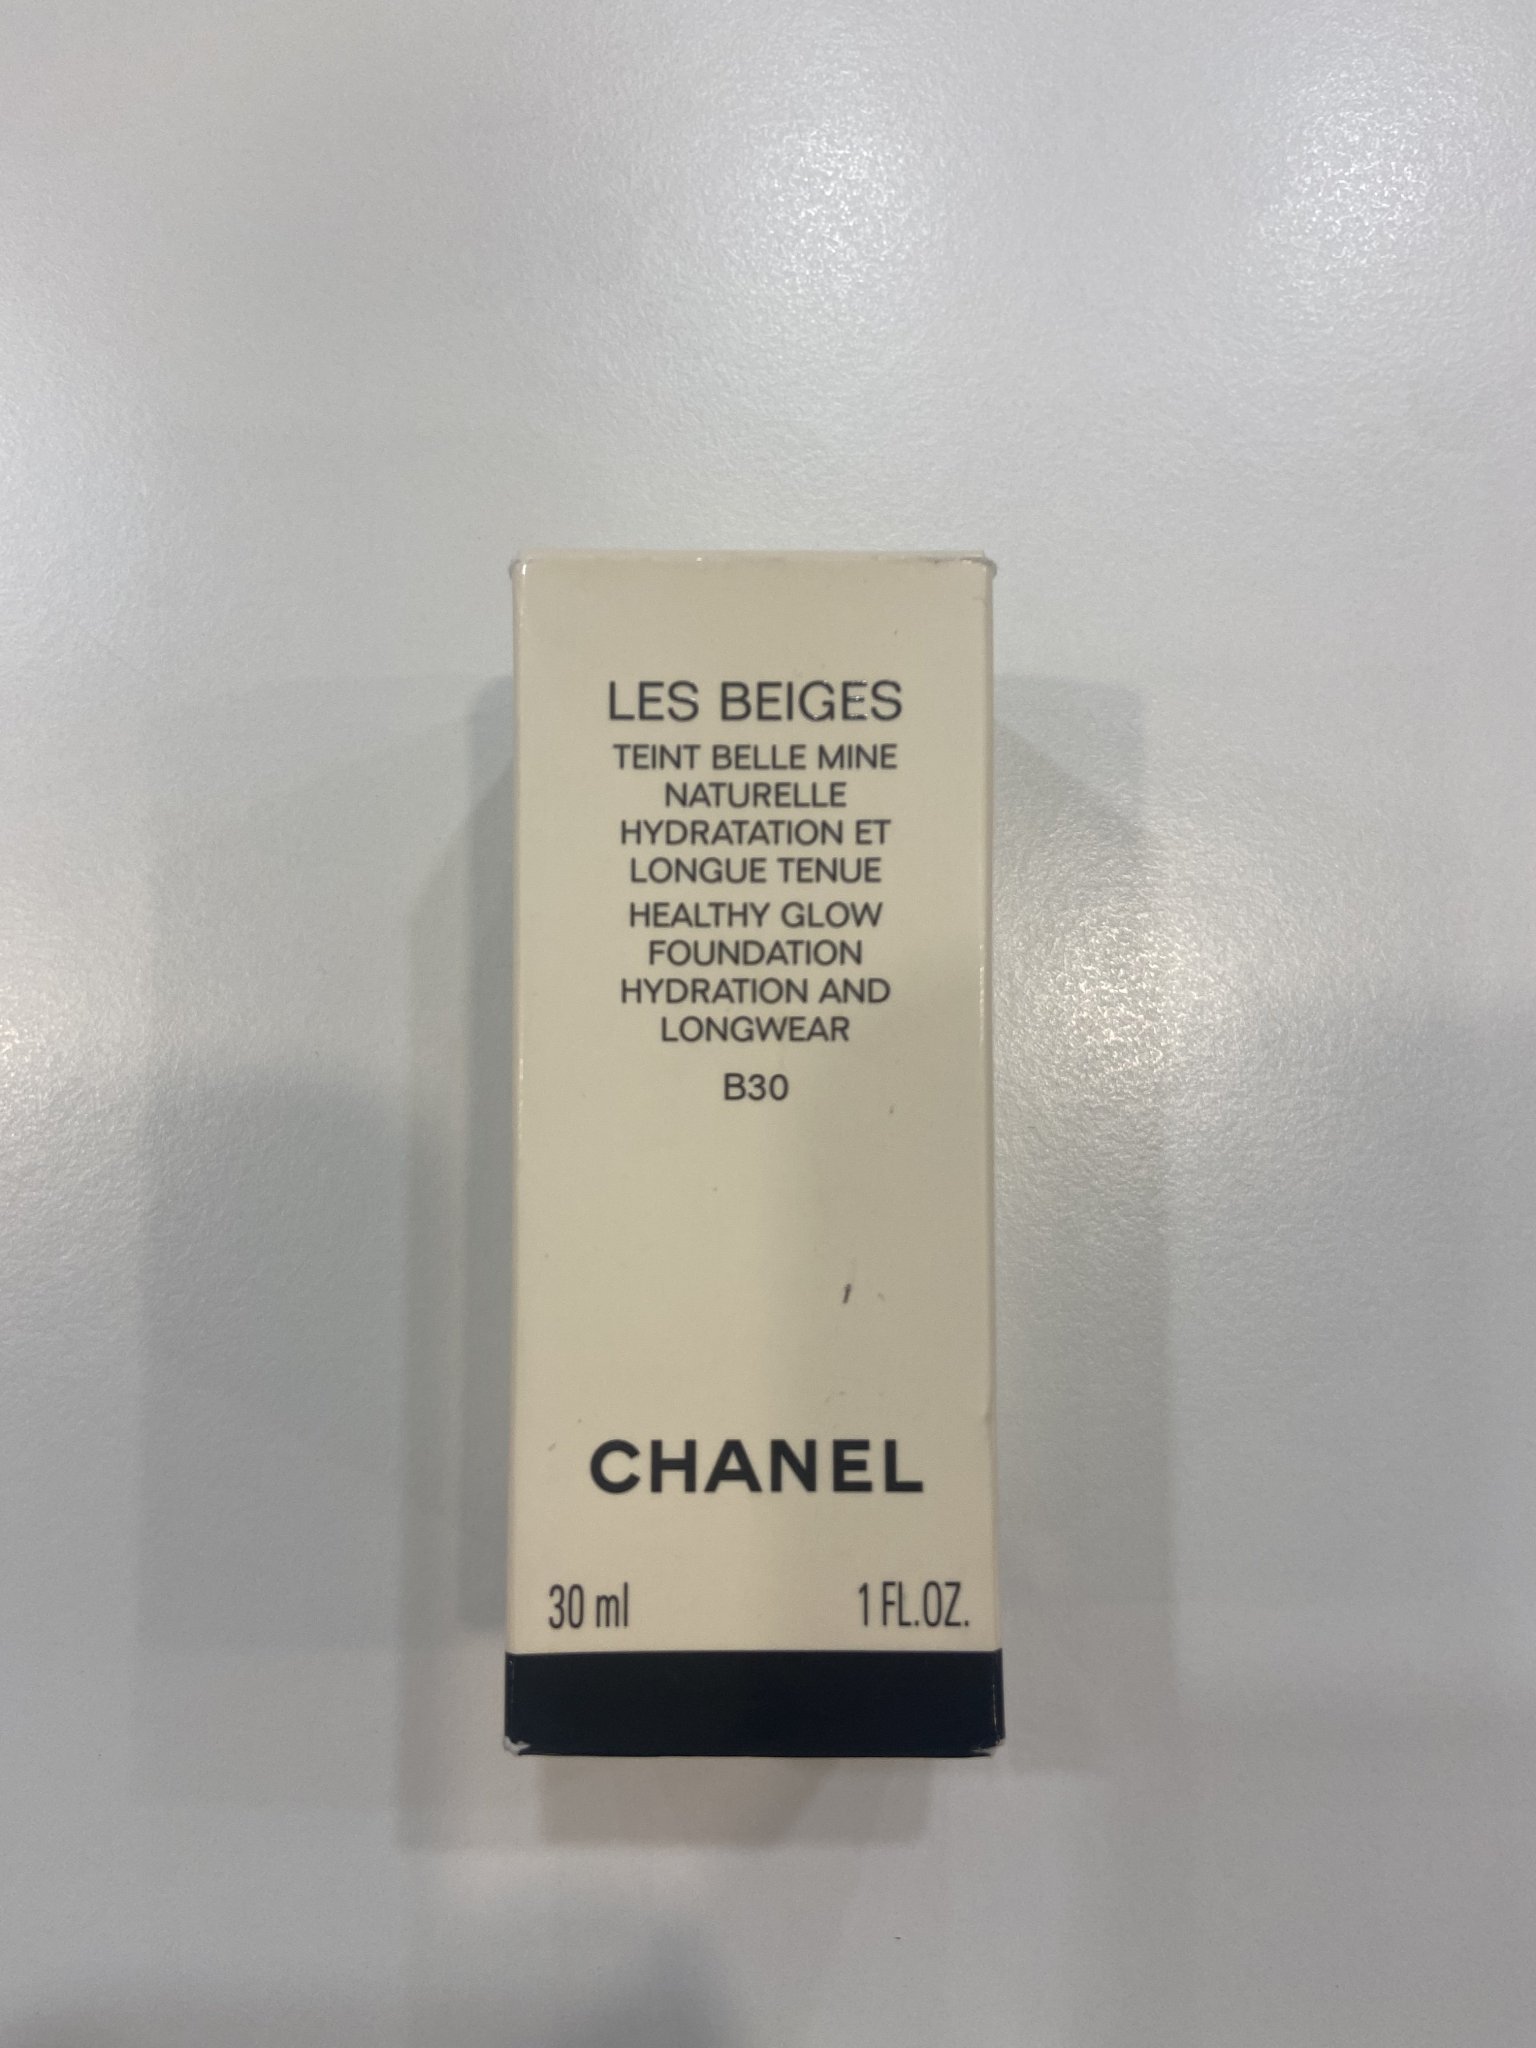 LES BEIGES
TEINT BELLE MINE
NATURELLE
HYDRATATION ET
LONGUE TENUE
HEALTHY GLOW
FOUNDATION
HYDRATION AND
LONGWEAR
B30
CHANEL
30 ml 1 FL.OZ.